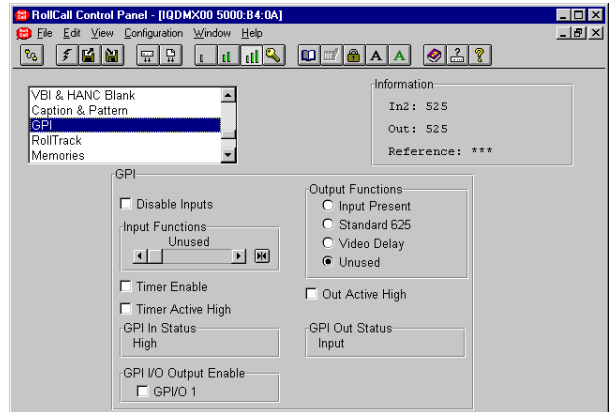 RollCall Control Panel - [IQDMX00 5000:B4:0A]
File Edit View Configuration Window Help
A A
VBI & HANC Blank
Caption & Pattern
GPI
RollTrack
Memories
Information
In2: 525
Out: 525
Reference: ***
GPI
Disable Inputs
Input Functions
Unused
Timer Enable
Timer Active High
GPI In Status
High
GPI I/O Output Enable
GPI/O 1
Output Functions
Input Present
Standard 625
Video Delay
Unused
Out Active High
GPI Out Status
Input